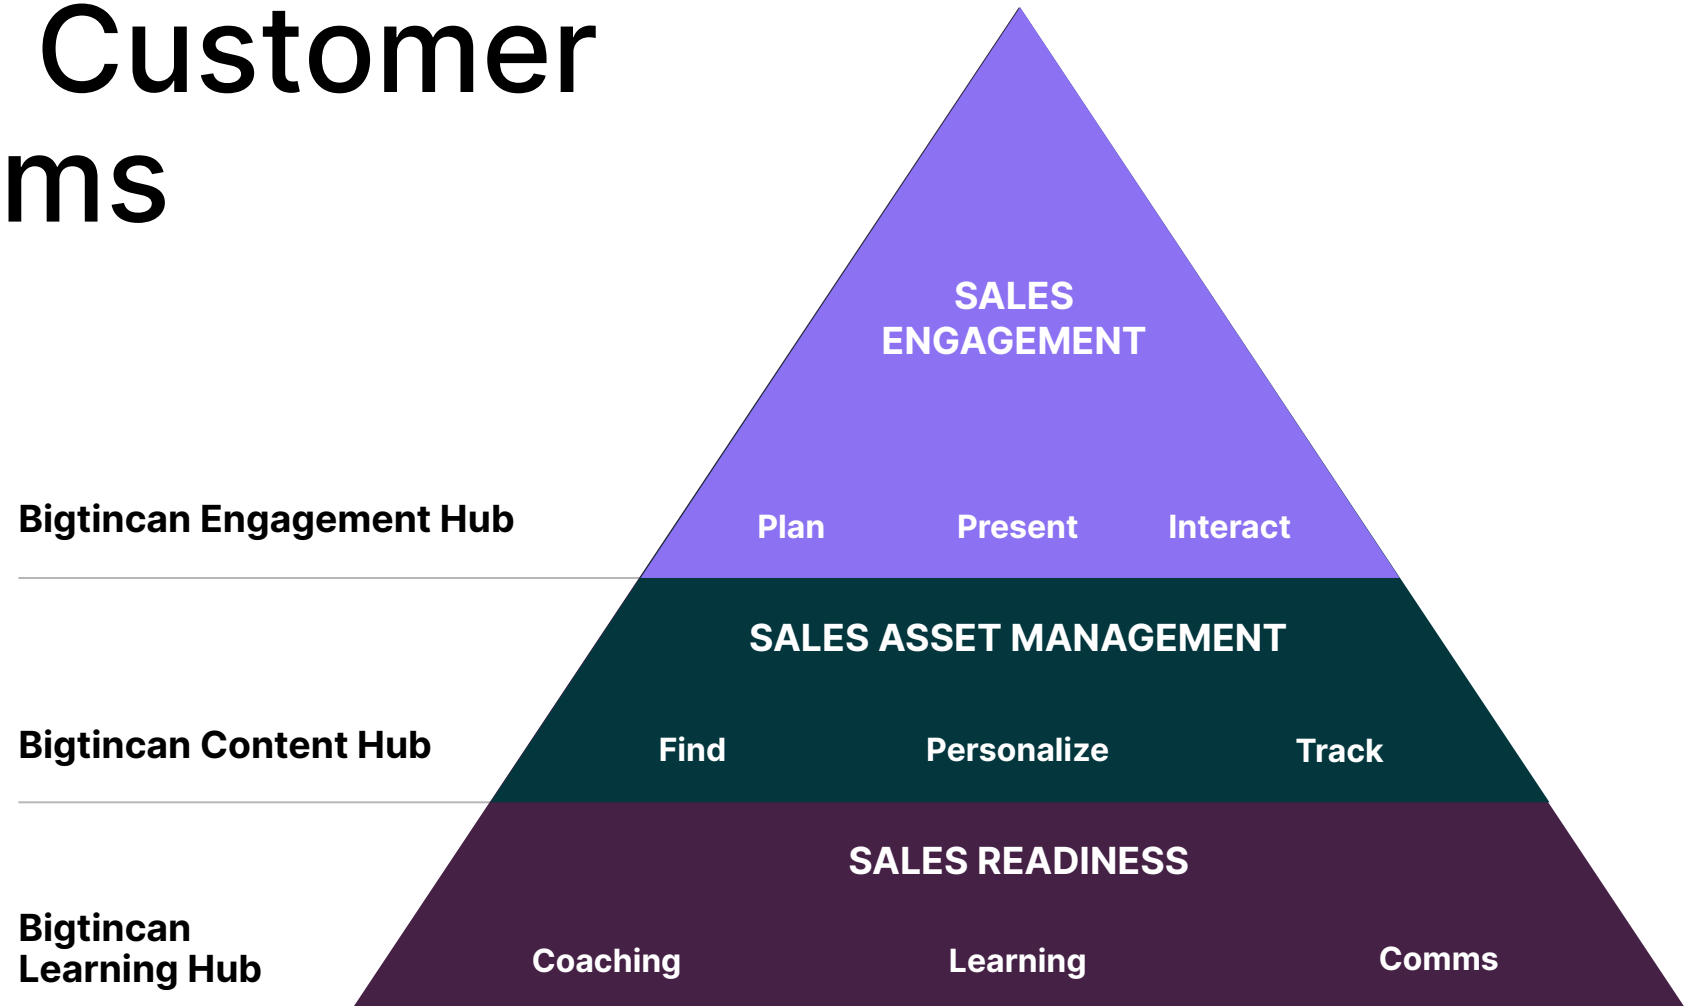 Customer
ms
SALES
ENGAGEMENT
Bigtincan Engagement Hub
Plan Present Interact
SALES ASSET MANAGEMENT
Bigtincan Content Hub
Find Personalize Track
SALES READINESS
Bigtincan
Learning Hub
Coaching Learning Comms